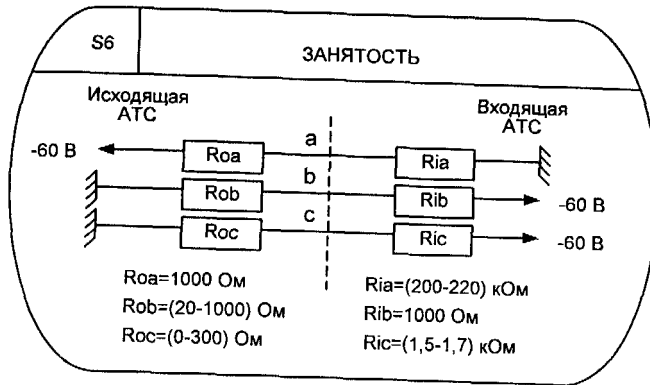 S6
ЗАНЯТОСТЬ
Исходящая
АТС
Входящая
АТС
-60 В
Roa
a
Ria
Rob
b
Rib
-60 В
Roc
c
Ric
-60 В
Roa=1000 Ом
Rob=(20-1000) Ом
Roc=(0-300) Ом
Ria=(200-220) кОм
Rib=1000 Ом
Ric=(1,5-1,7) кОм